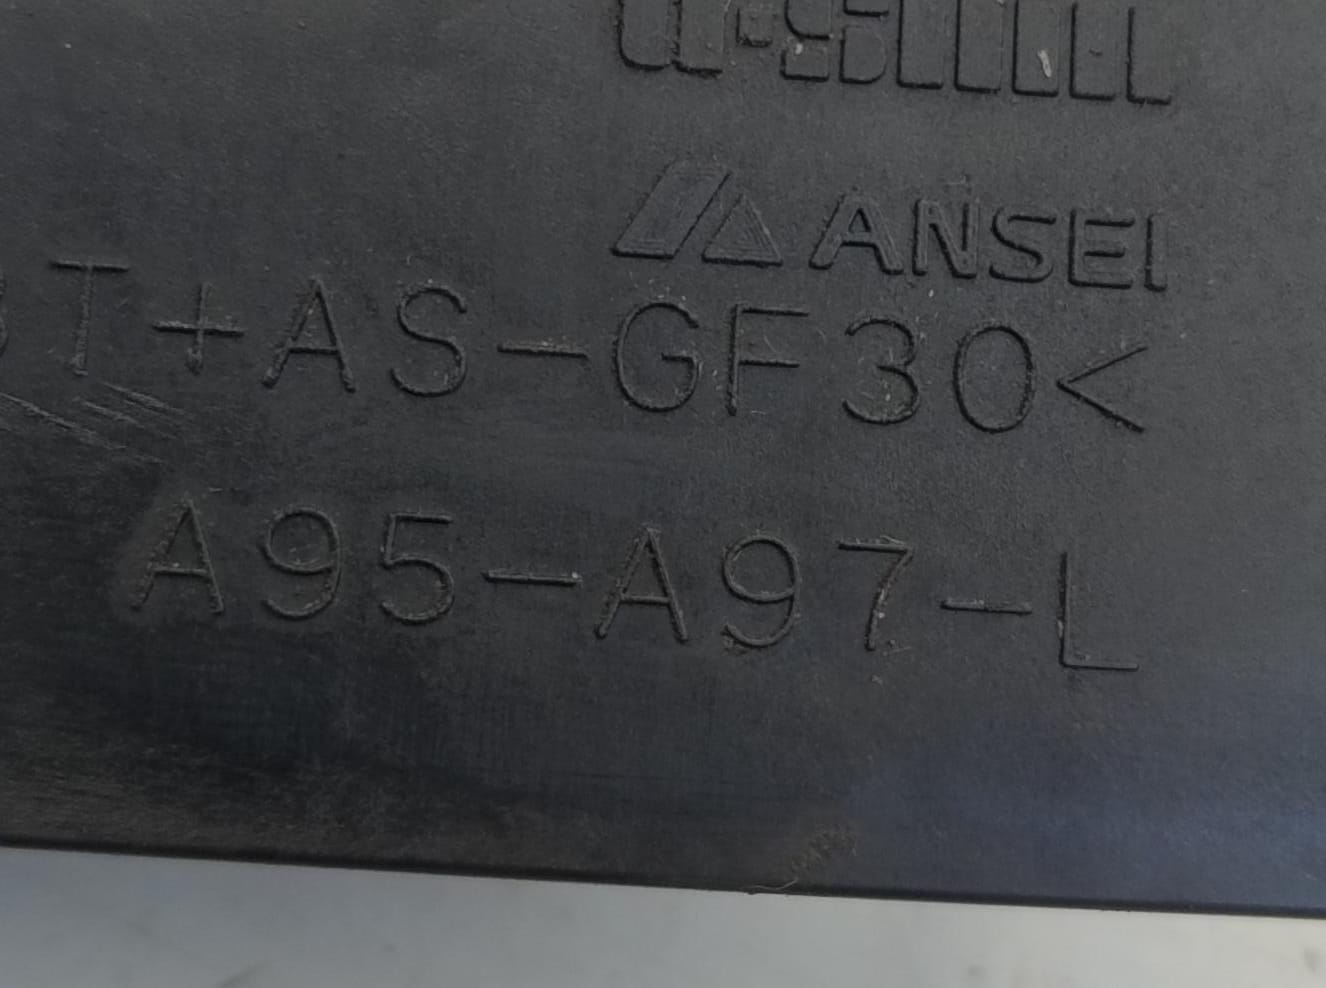 ANSEI
T+AS-GF30<
A95-A97-L